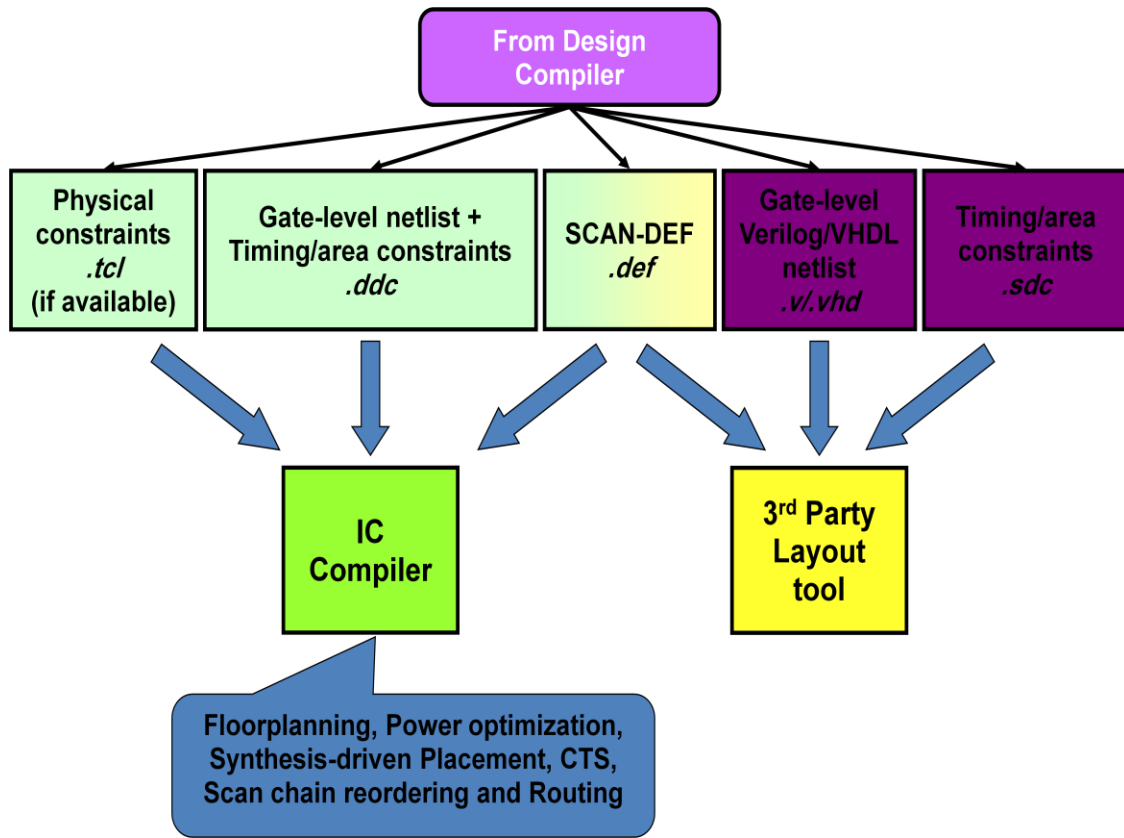 From Design
Compiler
Physical
constraints
.tcl
(if available)
Gate-level netlist +
Timing/area constraints
.ddc
SCAN-DEF
.def
Gate-level
Verilog/VHDL
netlist
.v/.vhd
Timing/area
constraints
.sdc
IC
Compiler
3rd Party
Layout
tool
Floorplanning, Power optimization,
Synthesis-driven Placement, CTS,
Scan chain reordering and Routing